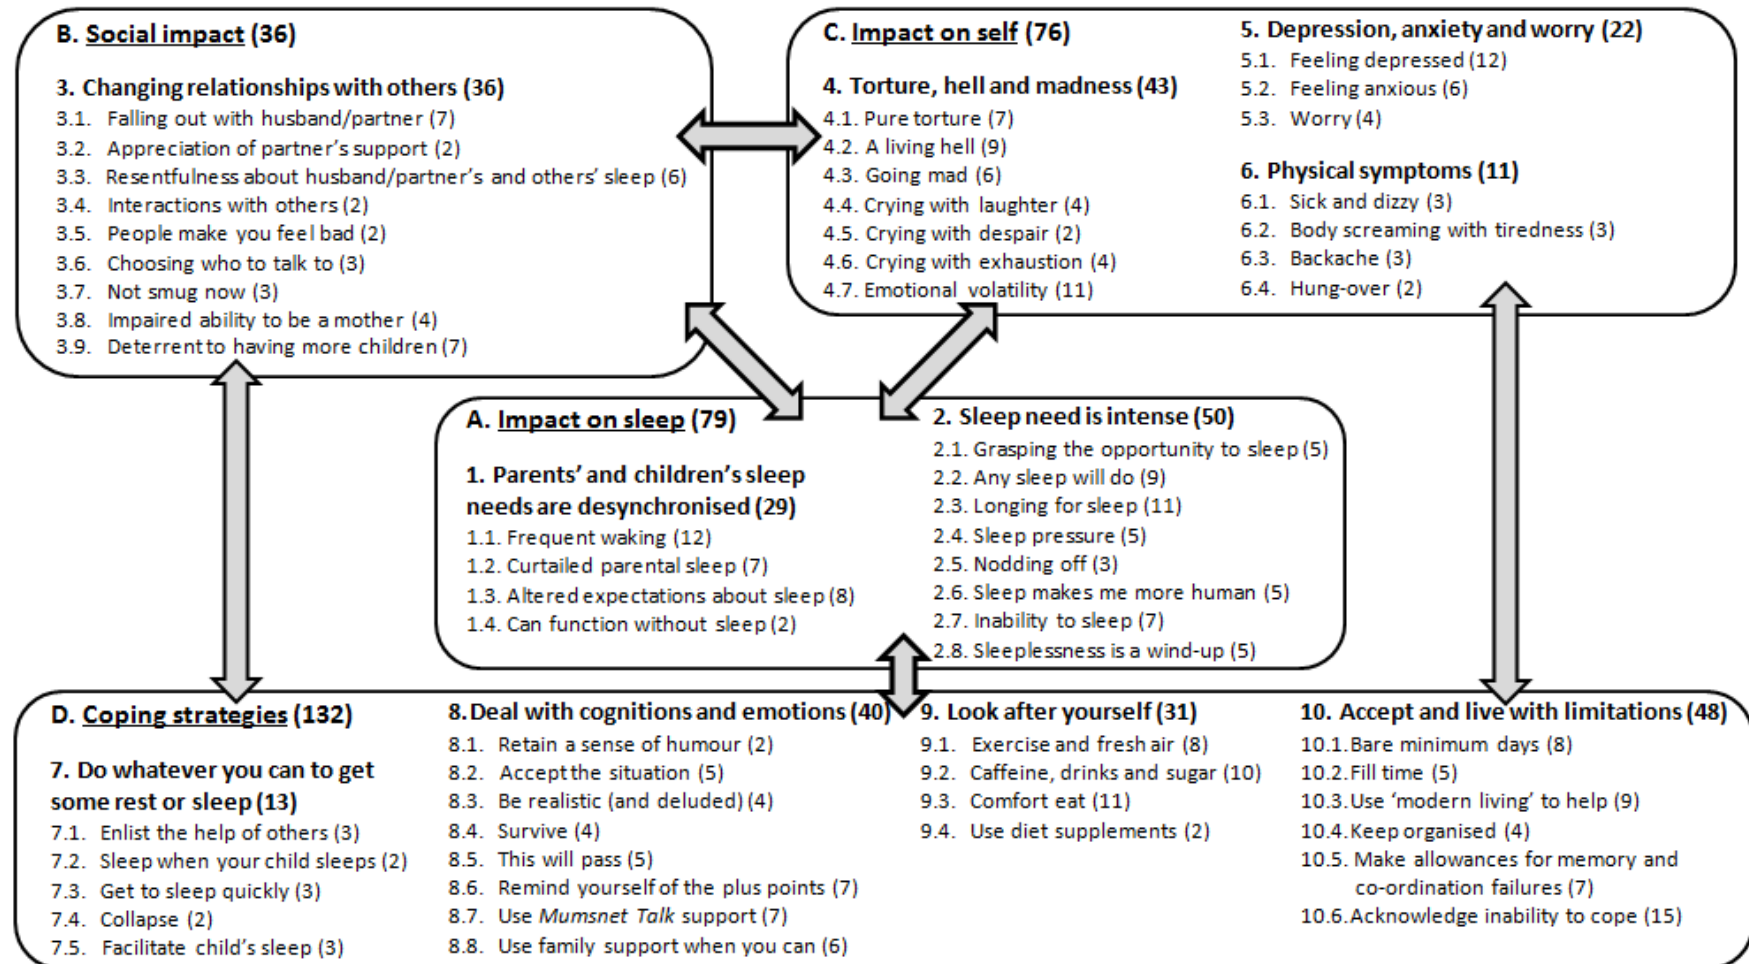 B. Social impact (36)
3. Changing relationships with others (36)
3.1. Falling out with husband/partner (7)
3.2. Appreciation of partner's support (2)
3.3. Resentfulness about husband/partner's and others' sleep (6)
3.4. Interactions with others (2)
3.5. People make you feel bad (2)
3.6. Choosing who to talk to (3)
3.7. Not smug now (3)
3.8. Impaired ability to be a mother (4)
3.9. Deterrent to having more children (7)
C. Impact on self (76)
4. Torture, hell and madness (43)
4.1. Pure torture (7)
4.2. A living hell (9)
4.3. Going mad (6)
4.4. Crying with laughter (4)
4.5. Crying with despair (2)
4.6. Crying with exhaustion (4)
4.7. Emotional volatility (11)
5. Depression, anxiety and worry (22)
5.1. Feeling depressed (12)
5.2. Feeling anxious (6)
5.3. Worry (4)
6. Physical symptoms (11)
6.1. Sick and dizzy (3)
6.2. Body screaming with tiredness (3)
6.3. Backache (3)
6.4. Hung-over (2)
A. Impact on sleep (79)
1. Parents' and children's sleep
needs are desynchronised (29)
1.1. Frequent waking (12)
1.2. Curtailed parental sleep (7)
1.3. Altered expectations about sleep (8)
1.4. Can function without sleep (2)
2. Sleep need is intense (50)
2.1. Grasping the opportunity to sleep (5)
2.2. Any sleep will do (9)
2.3. Longing for sleep (11)
2.4. Sleep pressure (5)
2.5. Nodding off (3)
2.6. Sleep makes me more human (5)
2.7. Inability to sleep (7)
2.8. Sleeplessness is a wind-up (5)
D. Coping strategies (132)
7. Do whatever you can to get
some rest or sleep (13)
7.1. Enlist the help of others (3)
7.2. Sleep when your child sleeps (2)
7.3. Get to sleep quickly (3)
7.4. Collapse (2)
7.5. Facilitate child's sleep (3)
8. Deal with cognitions and emotions (40)
8.1. Retain a sense of humour (2)
8.2. Accept the situation (5)
8.3. Be realistic (and deluded) (4)
8.4. Survive (4)
8.5. This will pass (5)
8.6. Remind yourself of the plus points (7)
8.7. Use Mumsnet Talk support (7)
8.8. Use family support when you can (6)
9. Look after yourself (31)
9.1. Exercise and fresh air (8)
9.2. Caffeine, drinks and sugar (10)
9.3. Comfort eat (11)
9.4. Use diet supplements (2)
10. Accept and live with limitations (48)
10.1. Bare minimum days (8)
10.2. Fill time (5)
10.3. Use 'modern living' to help (9)
10.4. Keep organised (4)
10.5. Make allowances for memory and
co-ordination failures (7)
10.6. Acknowledge inability to cope (15)